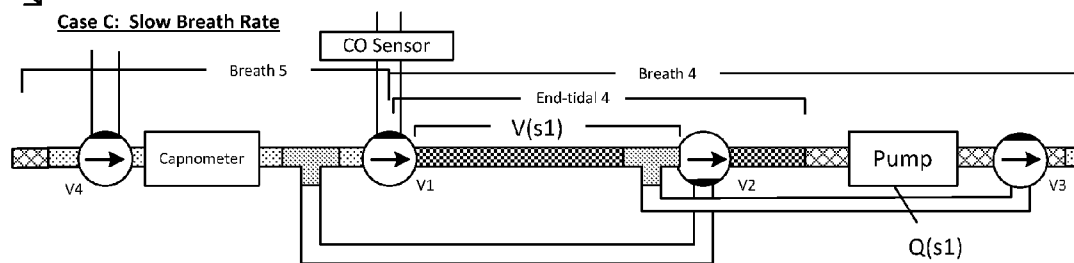 Case C: Slow Breath Rate
CO Sensor
Breath 5
Breath 4
End-tidal 4
V(s1)
Capnometer
Pump
V4
V1
V2
V3
Q(s1)